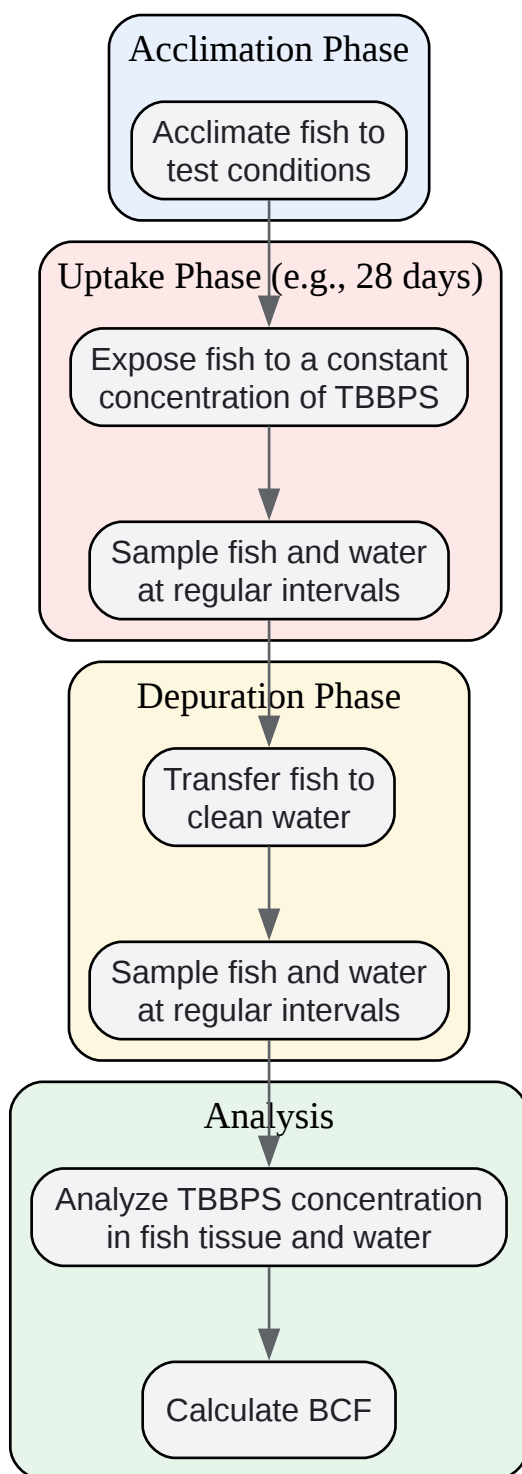 Acclimation Phase
Acclimate fish to
test conditions
Uptake Phase (e.g., 28 days)
Expose fish to a constant
concentration of TBBPS
Sample fish and water
at regular intervals
Depuration Phase
Transfer fish to
clean water
Sample fish and water
at regular intervals
Analysis
Analyze TBBPS concentration
in fish tissue and water
Calculate BCF